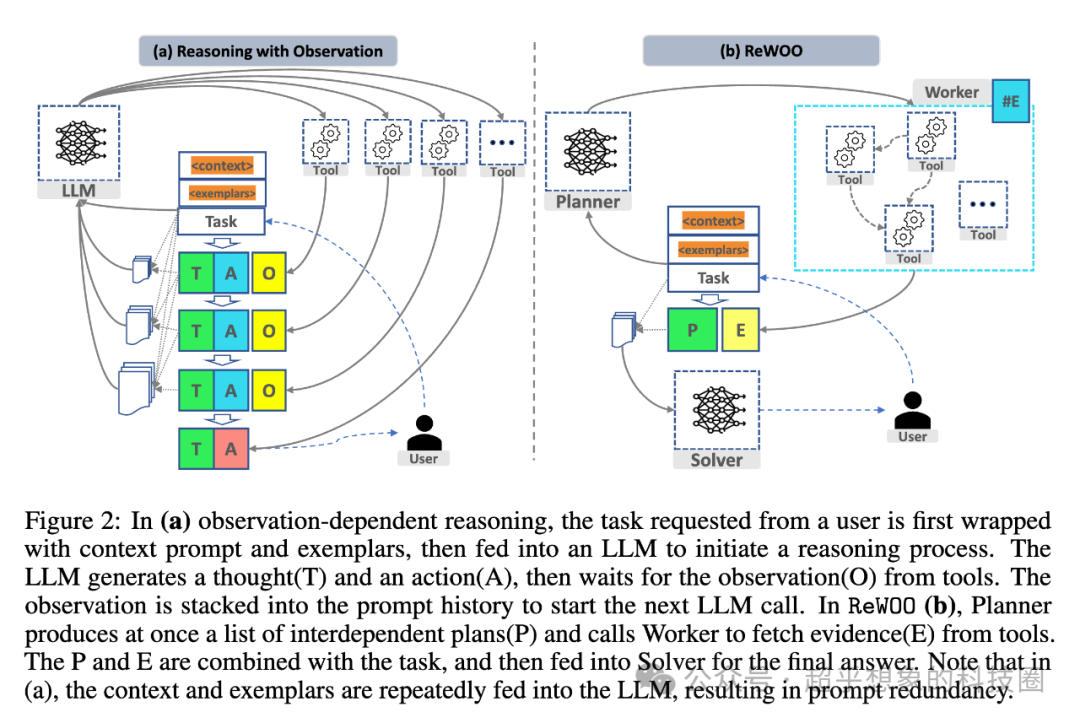 (a) Reasoning with Observation
LLM
Tool
Tool
Tool
...
Tool
<context>
<exemplars>
Task
T A O
T A O
T A O
T A
User
(b) ReWOO
Worker
#E
Planner
Tool
Tool
Tool
...
Tool
<context>
<exemplars>
Task
P E
Solver
User
Figure 2: In (a) observation-dependent reasoning, the task requested from a user is first wrapped
with context prompt and exemplars, then fed into an LLM to initiate a reasoning process. The
LLM generates a thought(T) and an action(A), then waits for the observation(O) from tools. The
observation is stacked into the prompt history to start the next LLM call. In ReWOO (b), Planner
produces at once a list of interdependent plans(P) and calls Worker to fetch evidence(E) from tools.
The P and E are combined with the task, and then fed into Solver for the final answer. Note that in
(a), the context and exemplars are repeatedly fed into the LLM, resulting in prompt redundancy.
公众号 · 超乎想象的科技圈